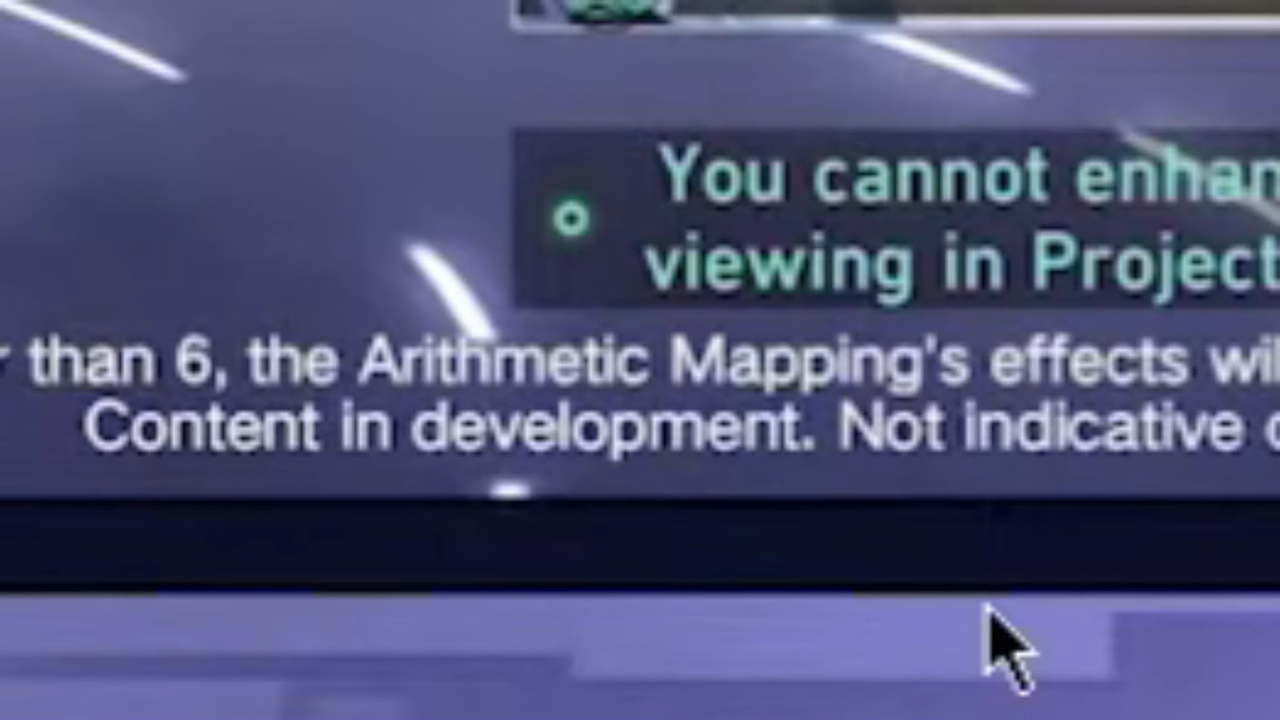 You cannot enhan
viewing in Project
r than 6, the Arithmetic Mapping's effects wil
Content in development. Not indicative